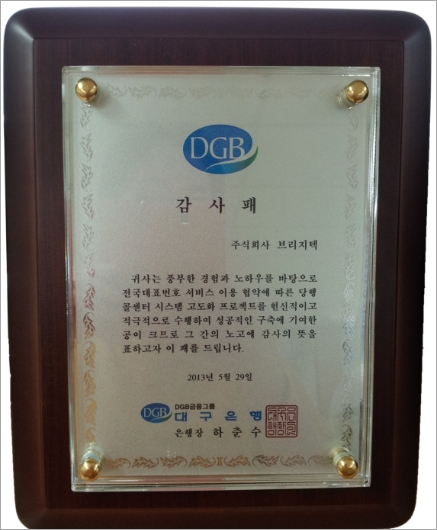 DGB
감사패
주식회사 브리지텍
귀사는 풍부한 경험과 노하우를 바탕으로
전국대표번호 서비스 이용 협약에 따른 당행
콜센터 시스템 고도화 프로젝트를 헌신적이고
적극적으로 수행하여 성공적인 구축에 기여한
공이 크므로 그 간의 노고에 감사의 뜻을
표하고자 이 패를 드립니다.
2013년 5월 29일
DGB DGB금융그룹
대구은행
은행장 하춘수